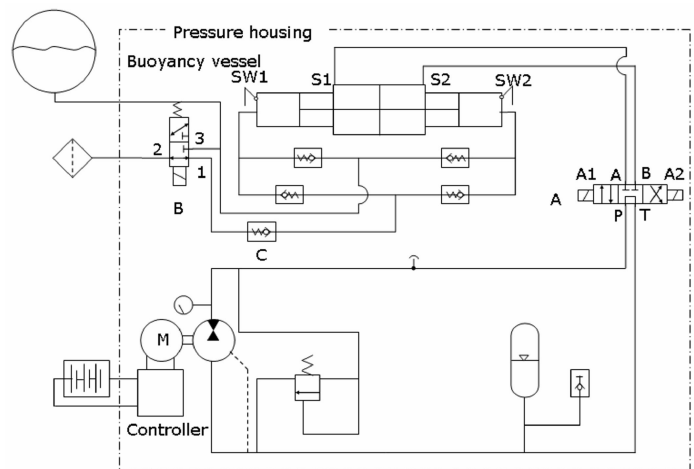 Pressure housing
Buoyancy vessel
SW1 S1 S2 SW2
2 3
1
B
C
A1 A B A2
A
P T
M
Controller